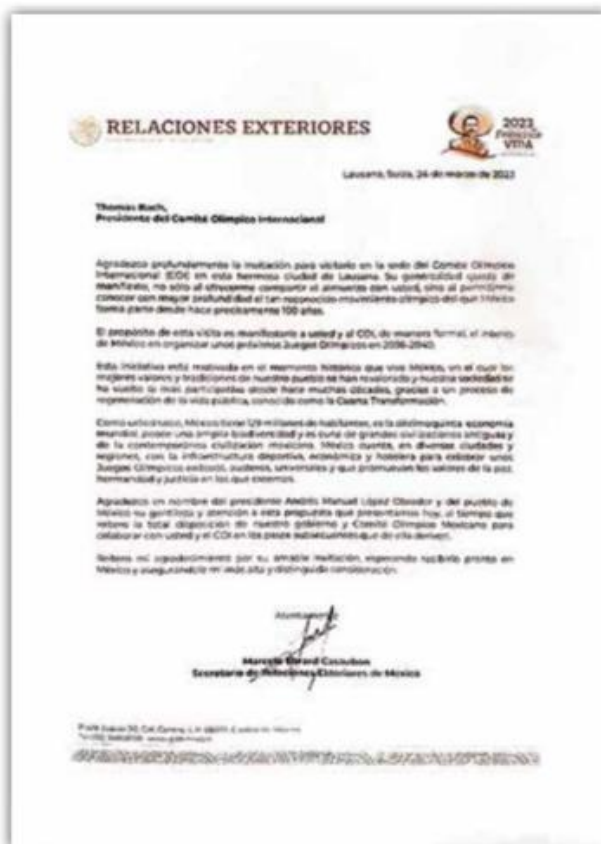 RELACIONES EXTERIORES
2023
VILLA
Lausana, Suiza, 24 de marzo de 2023
Thomas Bach,
Presidente del Comité Olímpico Internacional
Agradezco profundamente la invitación para visitarlo en la sede del Comité Olímpico
Internacional (COI) en esta hermosa ciudad de Lausana. Su generosidad queda de
manifiesto, no sólo al ofrecerme compartir el almuerzo con usted, sino al permitirme
conocer con mayor profundidad el tan reconocido movimiento olímpico del que México
forma parte desde hace precisamente 100 años.
El propósito de esta visita es manifestarle a usted y al COI, de manera formal, el interés
de México en organizar unos próximos Juegos Olímpicos en 2036-2040.
Esta iniciativa está motivada en el momento histórico que vive México, en el cual los
mejores valores y tradiciones de nuestro pueblo se han revalorado y nuestra sociedad se
ha vuelto la más participativa desde hace muchas décadas, gracias a un proceso de
regeneración de la vida pública, conocido como la Cuarta Transformación.
Como usted sabe, México tiene 129 millones de habitantes, es la decimoquinta economía
mundial, posee una amplia biodiversidad y es cuna de grandes civilizaciones antiguas y
de la contemporánea civilización mexicana. México cuenta, en diversas ciudades y
regiones, con la infraestructura deportiva, económica y hotelera para celebrar unos
Juegos Olímpicos exitosos, austeros, universales y que promuevan los valores de la paz,
hermandad y justicia en los que creemos.
Agradezco en nombre del presidente Andrés Manuel López Obrador y del pueblo de
México su gentileza y atención a esta propuesta que presentamos hoy, al tiempo que
reitero la total disposición de nuestro gobierno y Comité Olímpico Mexicano para
colaborar con usted y el COI en los pasos subsecuentes que de ella deriven.
Reitero mi agradecimiento por su amable invitación, esperando recibirlo pronto en
México y asegurándole mi más alta y distinguida consideración.
Atentamente
Marcelo Ebrard Casaubon
Secretario de Relaciones Exteriores de México